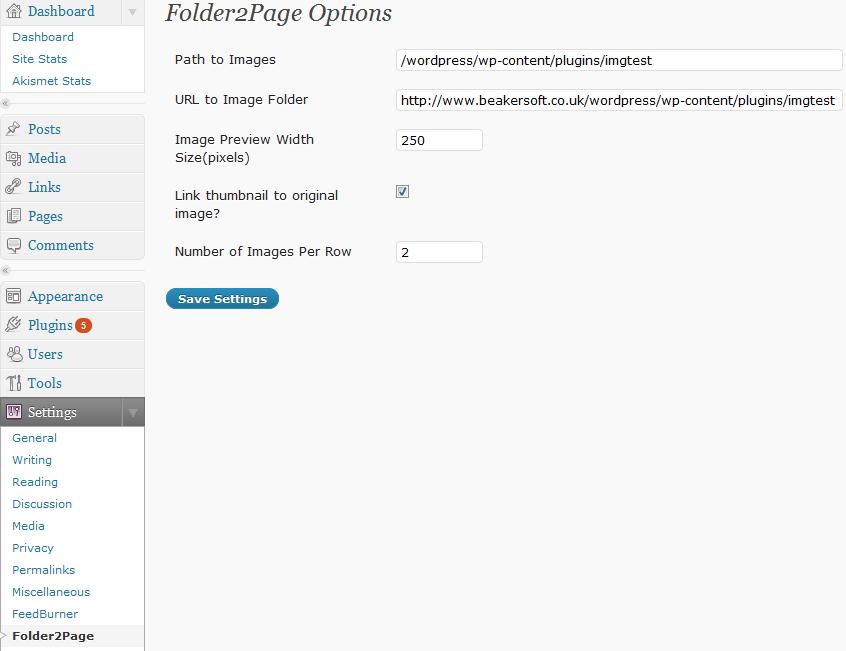 Dashboard
Dashboard
Site Stats
Akismet Stats
Posts
Media
Links
Pages
Comments
Appearance
Plugins 5
Users
Tools
Settings
General
Writing
Reading
Discussion
Media
Privacy
Permalinks
Miscellaneous
FeedBurner
Folder2Page
Folder2Page Options
Path to Images /wordpress/wp-content/plugins/imgtest
URL to Image Folder http://www.beakersoft.co.uk/wordpress/wp-content/plugins/imgtest
Image Preview Width 250
Size(pixels)
Link thumbnail to original
image?
Number of Images Per Row 2
Save Settings